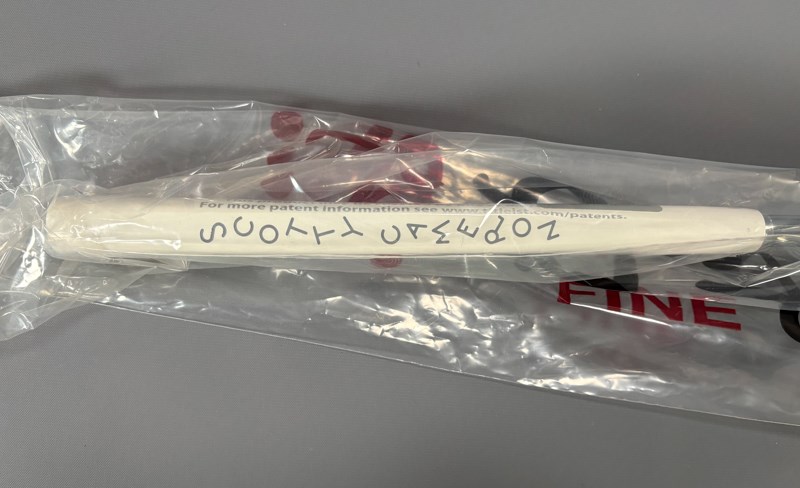 For more patent information see www.titleist.com/patents.
SCOTTY CAMERON
FINE